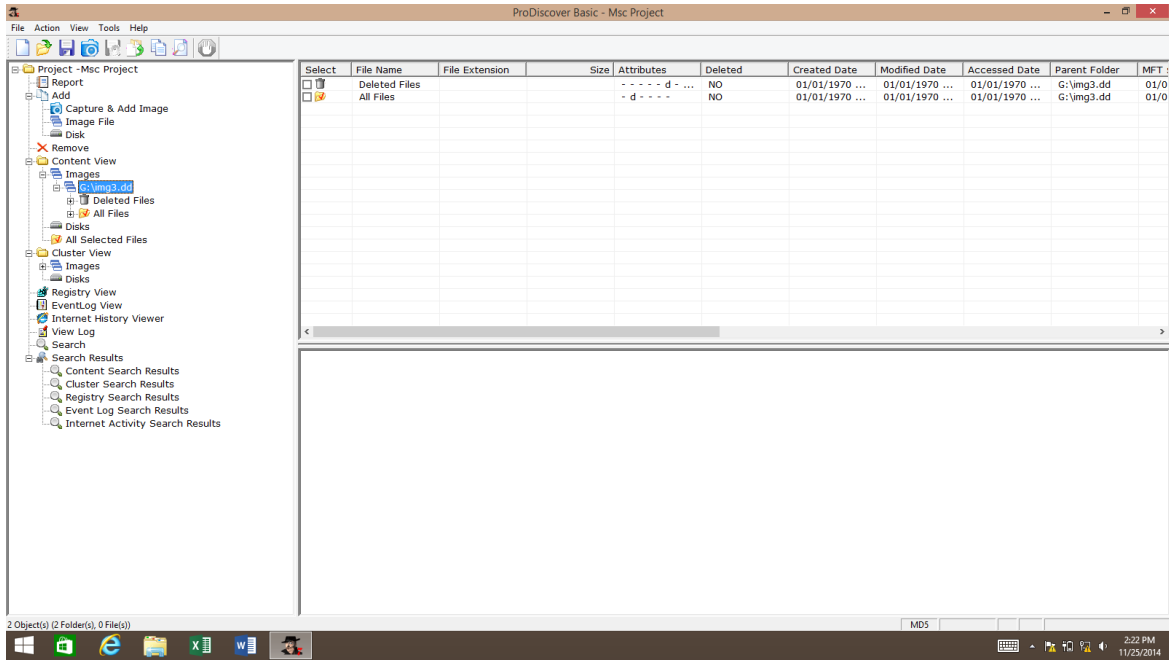 ProDiscover Basic - Msc Project
File Action View Tools Help
Project -Msc Project
Report
Add
Capture & Add Image
Image File
Disk
Remove
Content View
Images
G:\img3.dd
Deleted Files
All Files
Disks
All Selected Files
Cluster View
Images
Disks
Registry View
EventLog View
Internet History Viewer
View Log
Search
Search Results
Content Search Results
Cluster Search Results
Registry Search Results
Event Log Search Results
Internet Activity Search Results
Select File Name File Extension Size Attributes Deleted Created Date Modified Date Accessed Date Parent Folder MFT
Deleted Files - - - - - d - ... NO 01/01/1970 ... 01/01/1970 ... 01/01/1970 ... G:\img3.dd 01/0
All Files - d - - - - NO 01/01/1970 ... 01/01/1970 ... 01/01/1970 ... G:\img3.dd 01/0
2 Object(s) (2 Folder(s), 0 File(s)) MD5
2:22 PM
11/25/2014